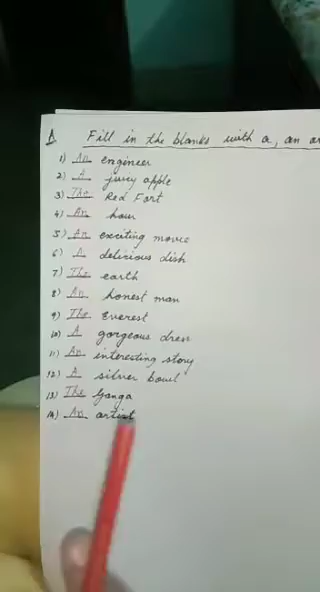 A Fill in the blanks with a, an
1) An engineer
2) A juicy apple
3) The Red Fort
4) An hour
5) An exciting movie
6) A delicious dish
7) The earth
8) An honest man
9) The Everest
10) A gorgeous dress
11) An interesting story
12) A silver bowl
13) The Ganga
14) An artist